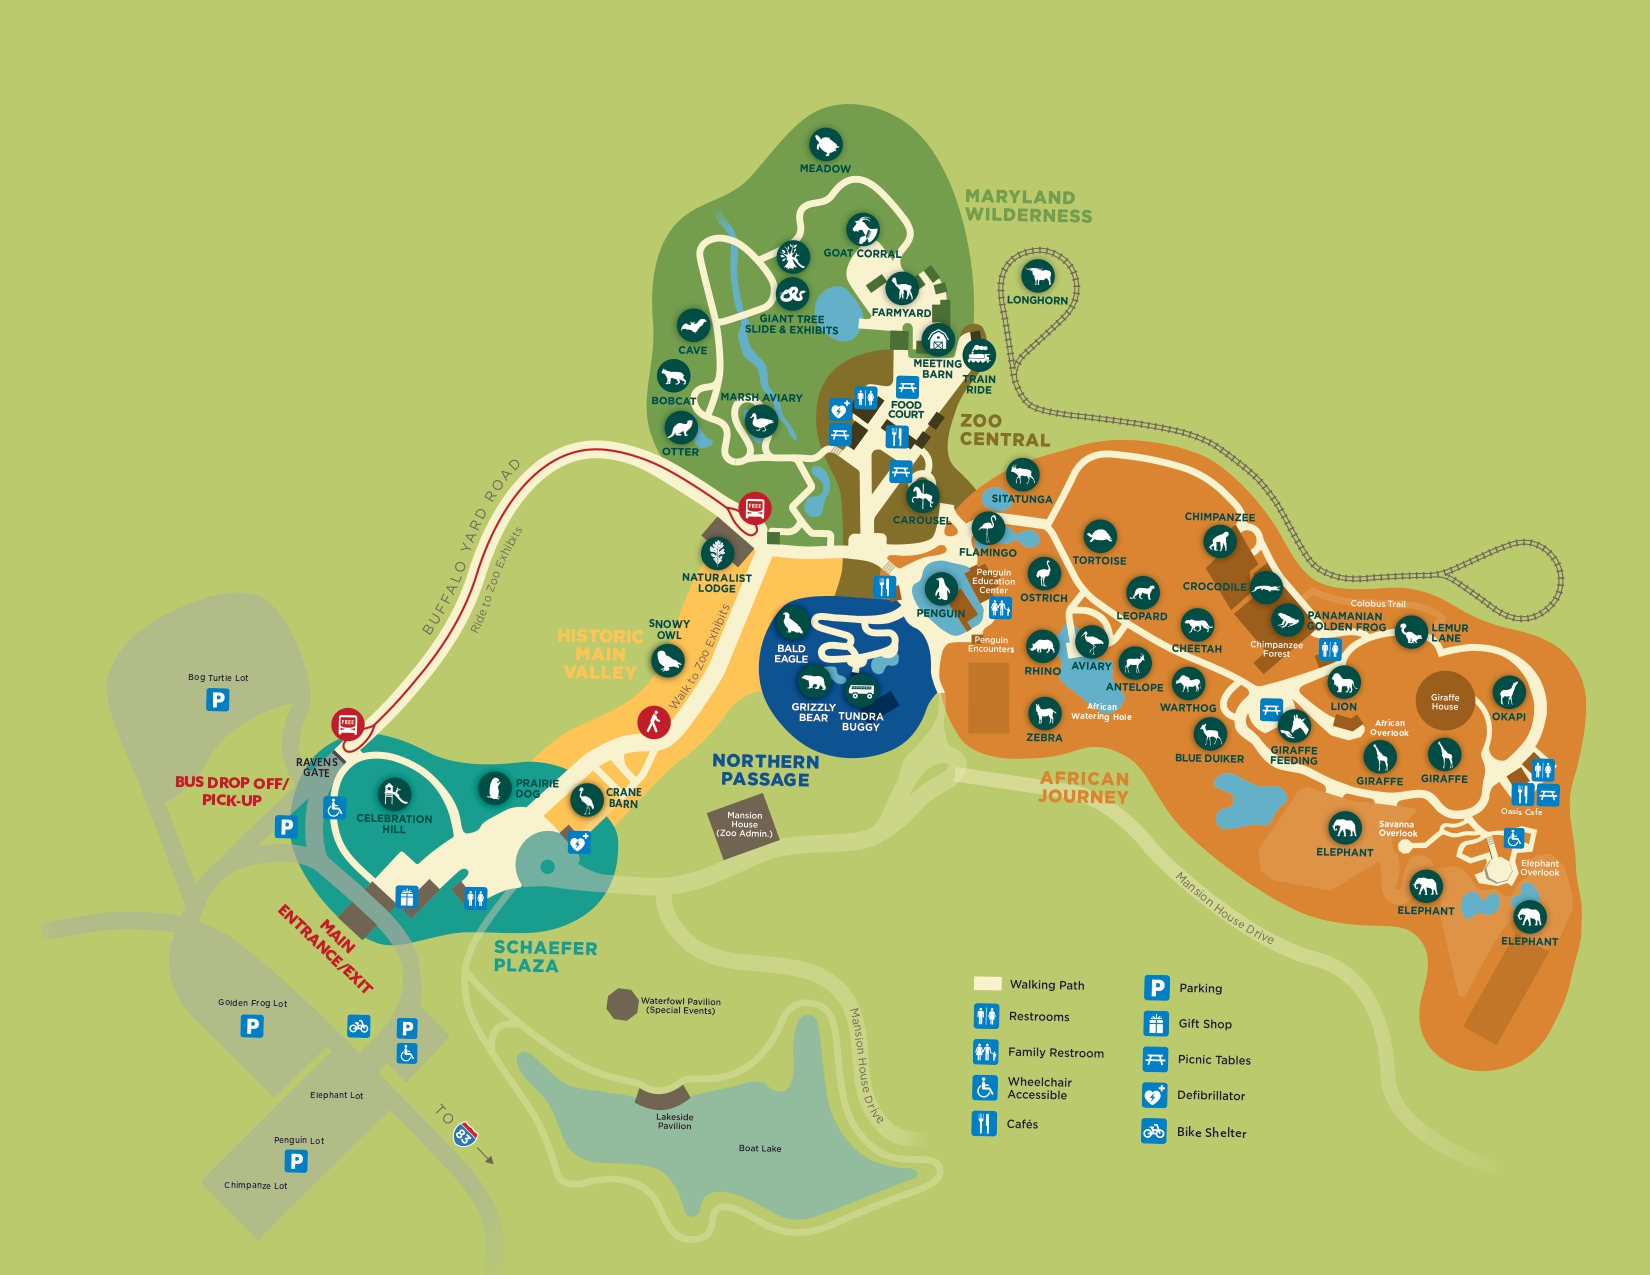 MEADOW
MARYLAND
WILDERNESS
GOAT CORRAL
LONGHORN
FARMYARD
GIANT TREE
SLIDE & EXHIBITS
CAVE
MEETING
BARN
TRAIN
RIDE
BOBCAT
MARSH AVIARY
FOOD
COURT
OTTER
ZOO
CENTRAL
BUFFALO YARD ROAD
Ride to Zoo Exhibits
FREE
SITATUNGA
CAROUSEL
CHIMPANZEE
FLAMINGO
TORTOISE
NATURALIST
LODGE
Penguin
Education
Center
OSTRICH
CROCODILE
LEOPARD
PENGUIN
Colobus Trail
PANAMANIAN
GOLDEN FROG
LEMUR
LANE
SNOWY
OWL
HISTORIC
MAIN
VALLEY
Walk to Zoo Exhibits
BALD
EAGLE
Penguin
Encounters
CHEETAH
Chimpanzee
Forest
RHINO
AVIARY
ANTELOPE
Bog Turtle Lot
P
GRIZZLY
BEAR
TUNDRA
BUGGY
African
Watering Hole
WARTHOG
LION
Giraffe
House
OKAPI
ZEBRA
African
Overlook
FREE
BLUE DUIKER
GIRAFFE
FEEDING
GIRAFFE
GIRAFFE
RAVENS
GATE
NORTHERN
PASSAGE
AFRICAN
JOURNEY
BUS DROP OFF/
PICK-UP
PRAIRIE
DOG
CRANE
BARN
CELEBRATION
HILL
P
Mansion
House
(Zoo Admin.)
Oasis Cafe
Savanna
Overlook
ELEPHANT
Elephant
Overlook
Mansion House Drive
ELEPHANT
ELEPHANT
MAIN
ENTRANCE/EXIT
SCHAEFER
PLAZA
Golden Frog Lot
P
P
Waterfowl Pavilion
(Special Events)
Mansion House Drive
Walking Path
P
Parking
Restrooms
Gift Shop
Family Restroom
Picnic Tables
Wheelchair
Accessible
Defibrillator
Cafés
Bike Shelter
Elephant Lot
TO
83
Lakeside
Pavilion
Boat Lake
Penguin Lot
P
Chimpanze Lot